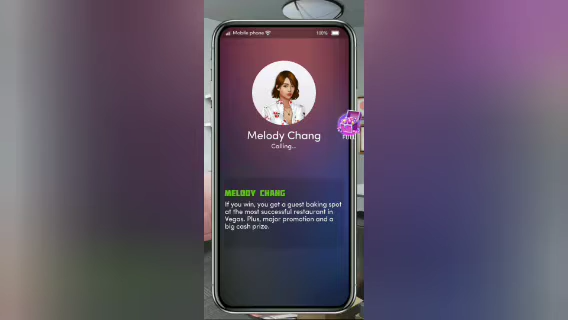 Mobile phone
100%
Melody Chang
Calling...
MELODY CHANG
If you win, you get a guest baking spot
at the most successful restaurant in
Vegas. Plus, major promotion and a
big cash prize.